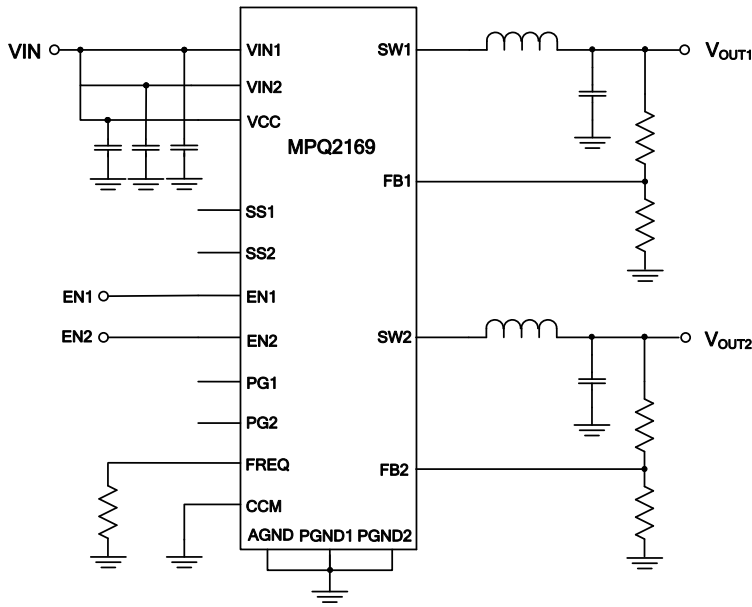 VIN
VIN1
SW1
VOUT1
VIN2
VCC
MPQ2169
FB1
SS1
SS2
EN1
EN1
EN2
EN2
SW2
VOUT2
PG1
PG2
FREQ
FB2
CCM
AGND
PGND1
PGND2